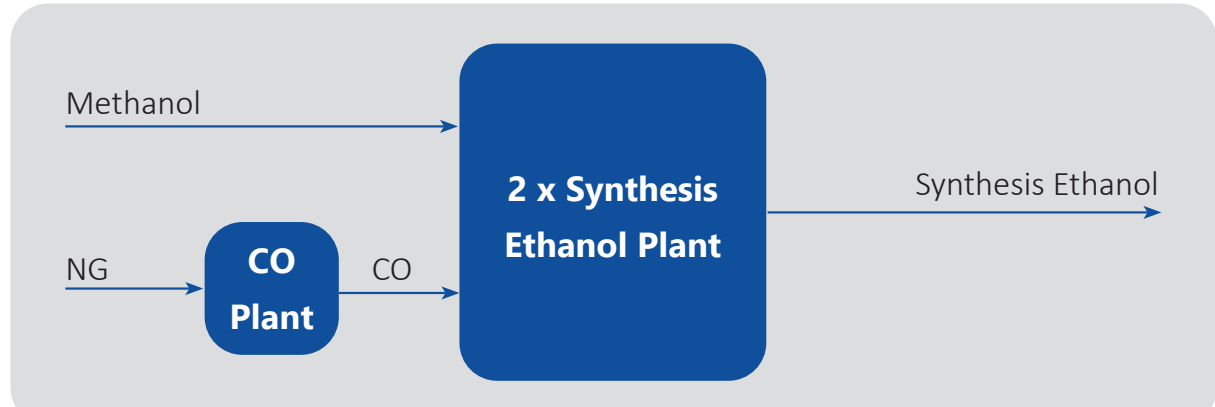 Methanol
2 x Synthesis
Ethanol Plant
Synthesis Ethanol
NG
CO
Plant
CO